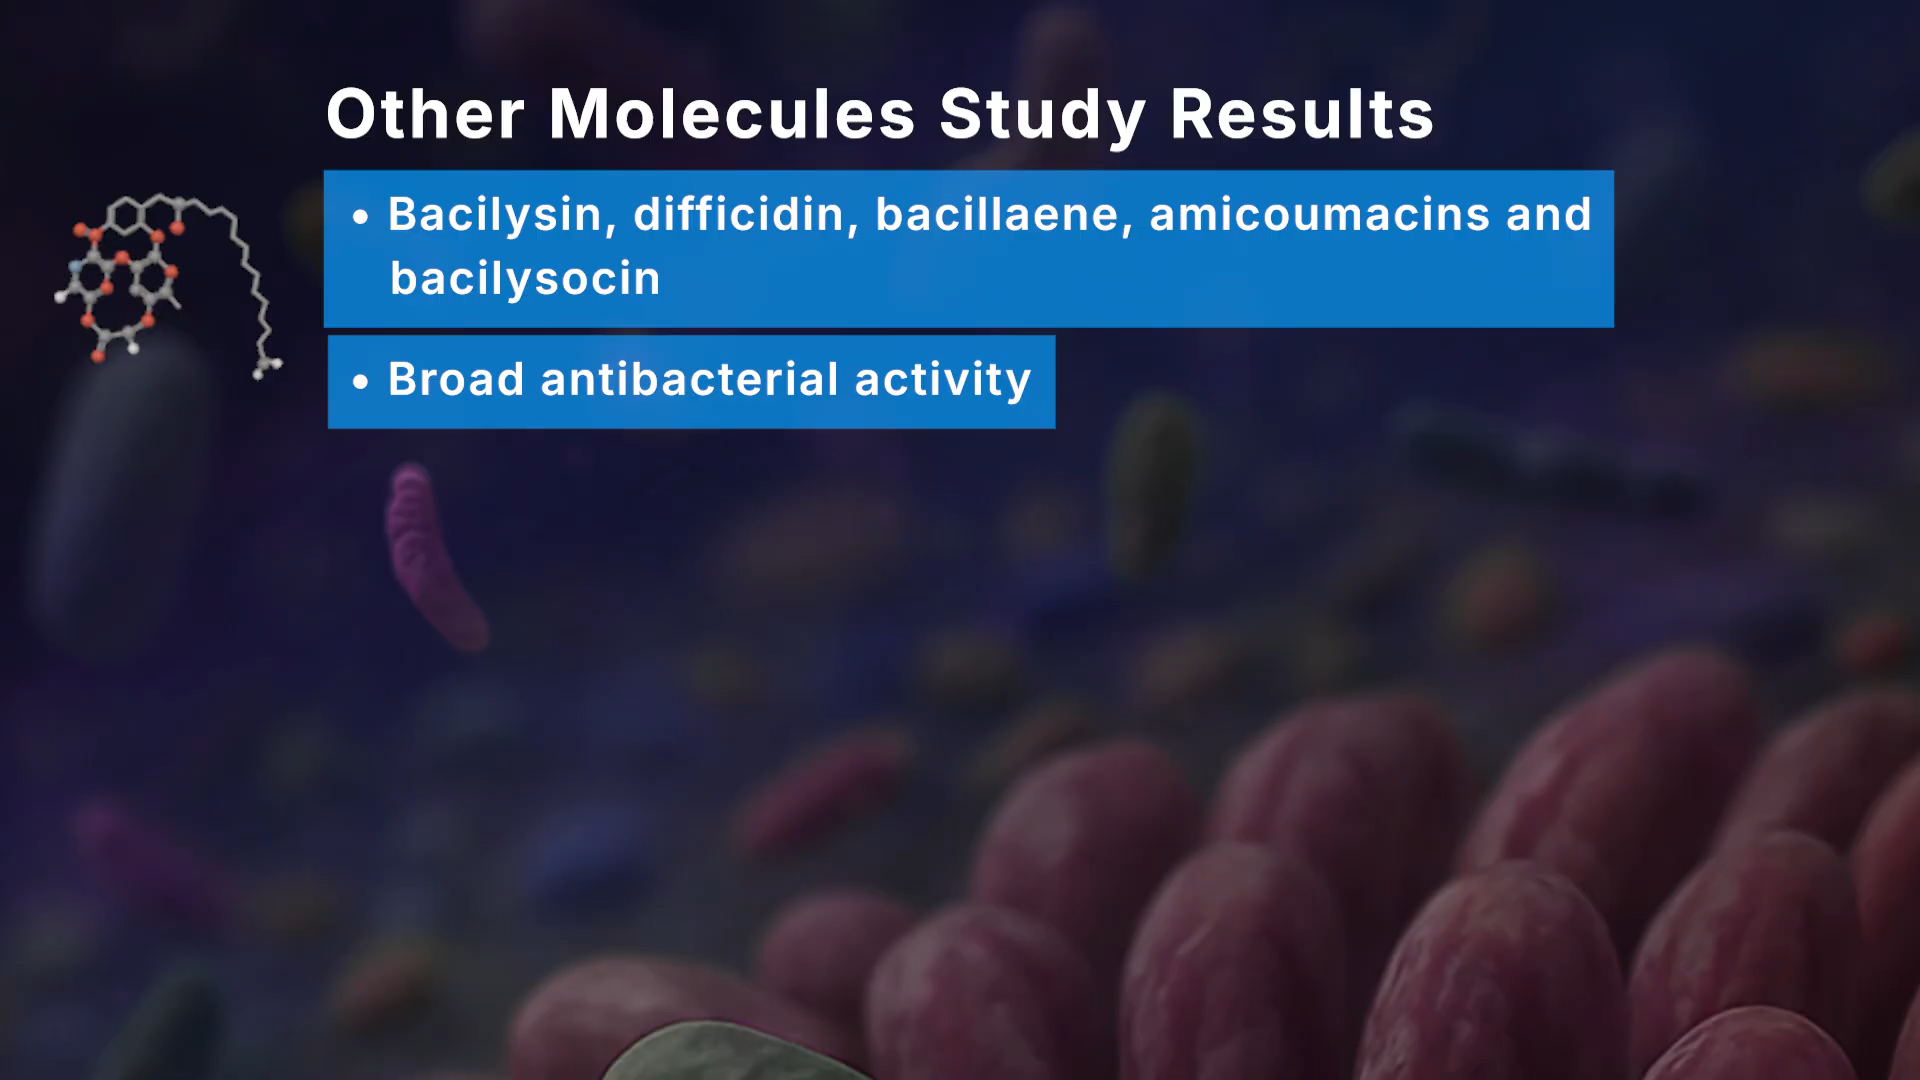 Other Molecules Study Results
• Bacilysin, difficidin, bacillaene, amicoumacins and
bacilysocin
• Broad antibacterial activity